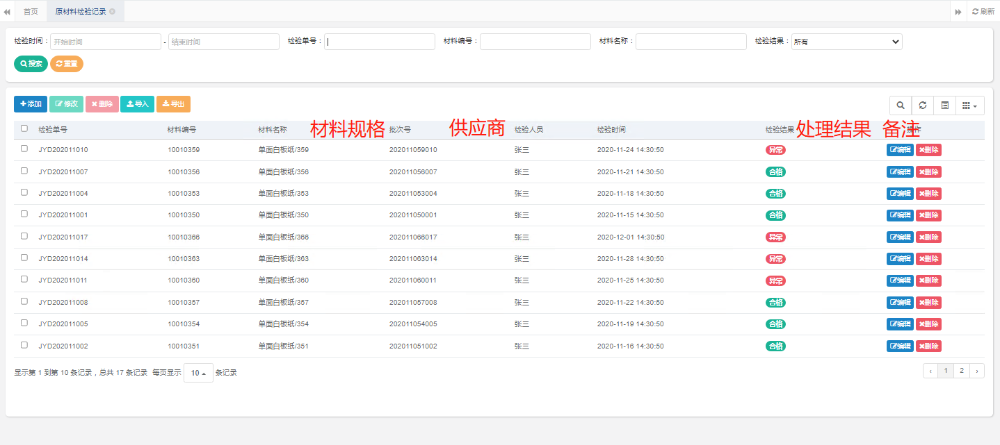 首页 原材料检验记录 刷新
检验时间： 开始时间 - 结束时间 检验单号： 材料编号： 材料名称： 检验结果： 所有
搜索 重置
添加 修改 删除 导入 导出
检验单号 材料编号 材料名称 材料规格 批次号 供应商 检验人员 检验时间 检验结果 处理结果 备注 操作
JYD202011010 10010359 单面白板纸/359 202011059010 张三 2020-11-24 14:30:50 异常 编辑 删除
JYD202011007 10010356 单面白板纸/356 202011056007 张三 2020-11-21 14:30:50 合格 编辑 删除
JYD202011004 10010353 单面白板纸/353 202011053004 张三 2020-11-18 14:30:50 合格 编辑 删除
JYD202011001 10010350 单面白板纸/350 202011050001 张三 2020-11-15 14:30:50 合格 编辑 删除
JYD202011017 10010366 单面白板纸/366 202011066017 张三 2020-12-01 14:30:50 异常 编辑 删除
JYD202011014 10010363 单面白板纸/363 202011063014 张三 2020-11-28 14:30:50 异常 编辑 删除
JYD202011011 10010360 单面白板纸/360 202011060011 张三 2020-11-25 14:30:50 异常 编辑 删除
JYD202011008 10010357 单面白板纸/357 202011057008 张三 2020-11-22 14:30:50 合格 编辑 删除
JYD202011005 10010354 单面白板纸/354 202011054005 张三 2020-11-19 14:30:50 合格 编辑 删除
JYD202011002 10010351 单面白板纸/351 202011051002 张三 2020-11-16 14:30:50 合格 编辑 删除
显示第 1 到第 10 条记录，总共 17 条记录 每页显示 10 条记录 ‹ 1 2 ›